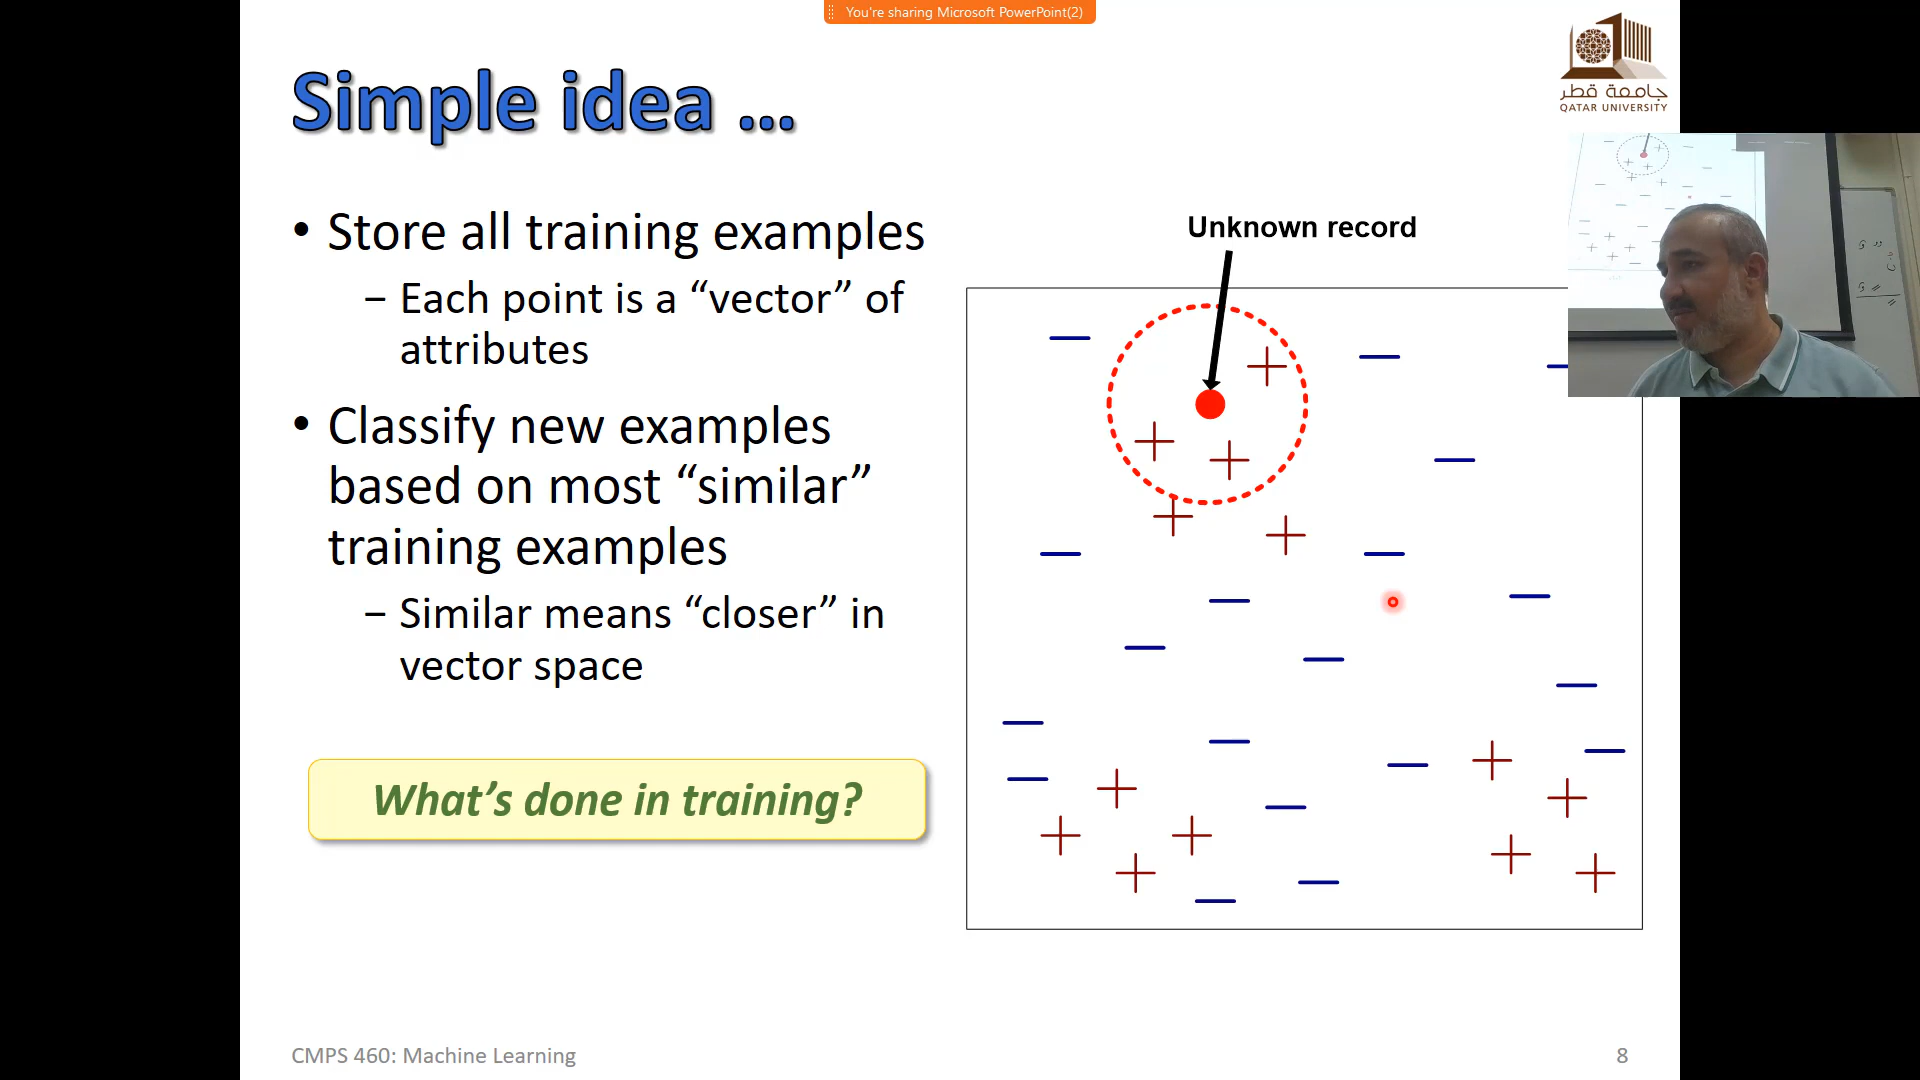 You're sharing Microsoft PowerPoint(2)
جامعة قطر
QATAR UNIVERSITY
Simple idea ...
• Store all training examples
– Each point is a “vector” of
attributes
• Classify new examples
based on most “similar”
training examples
– Similar means “closer” in
vector space
What’s done in training?
Unknown record
CMPS 460: Machine Learning
8